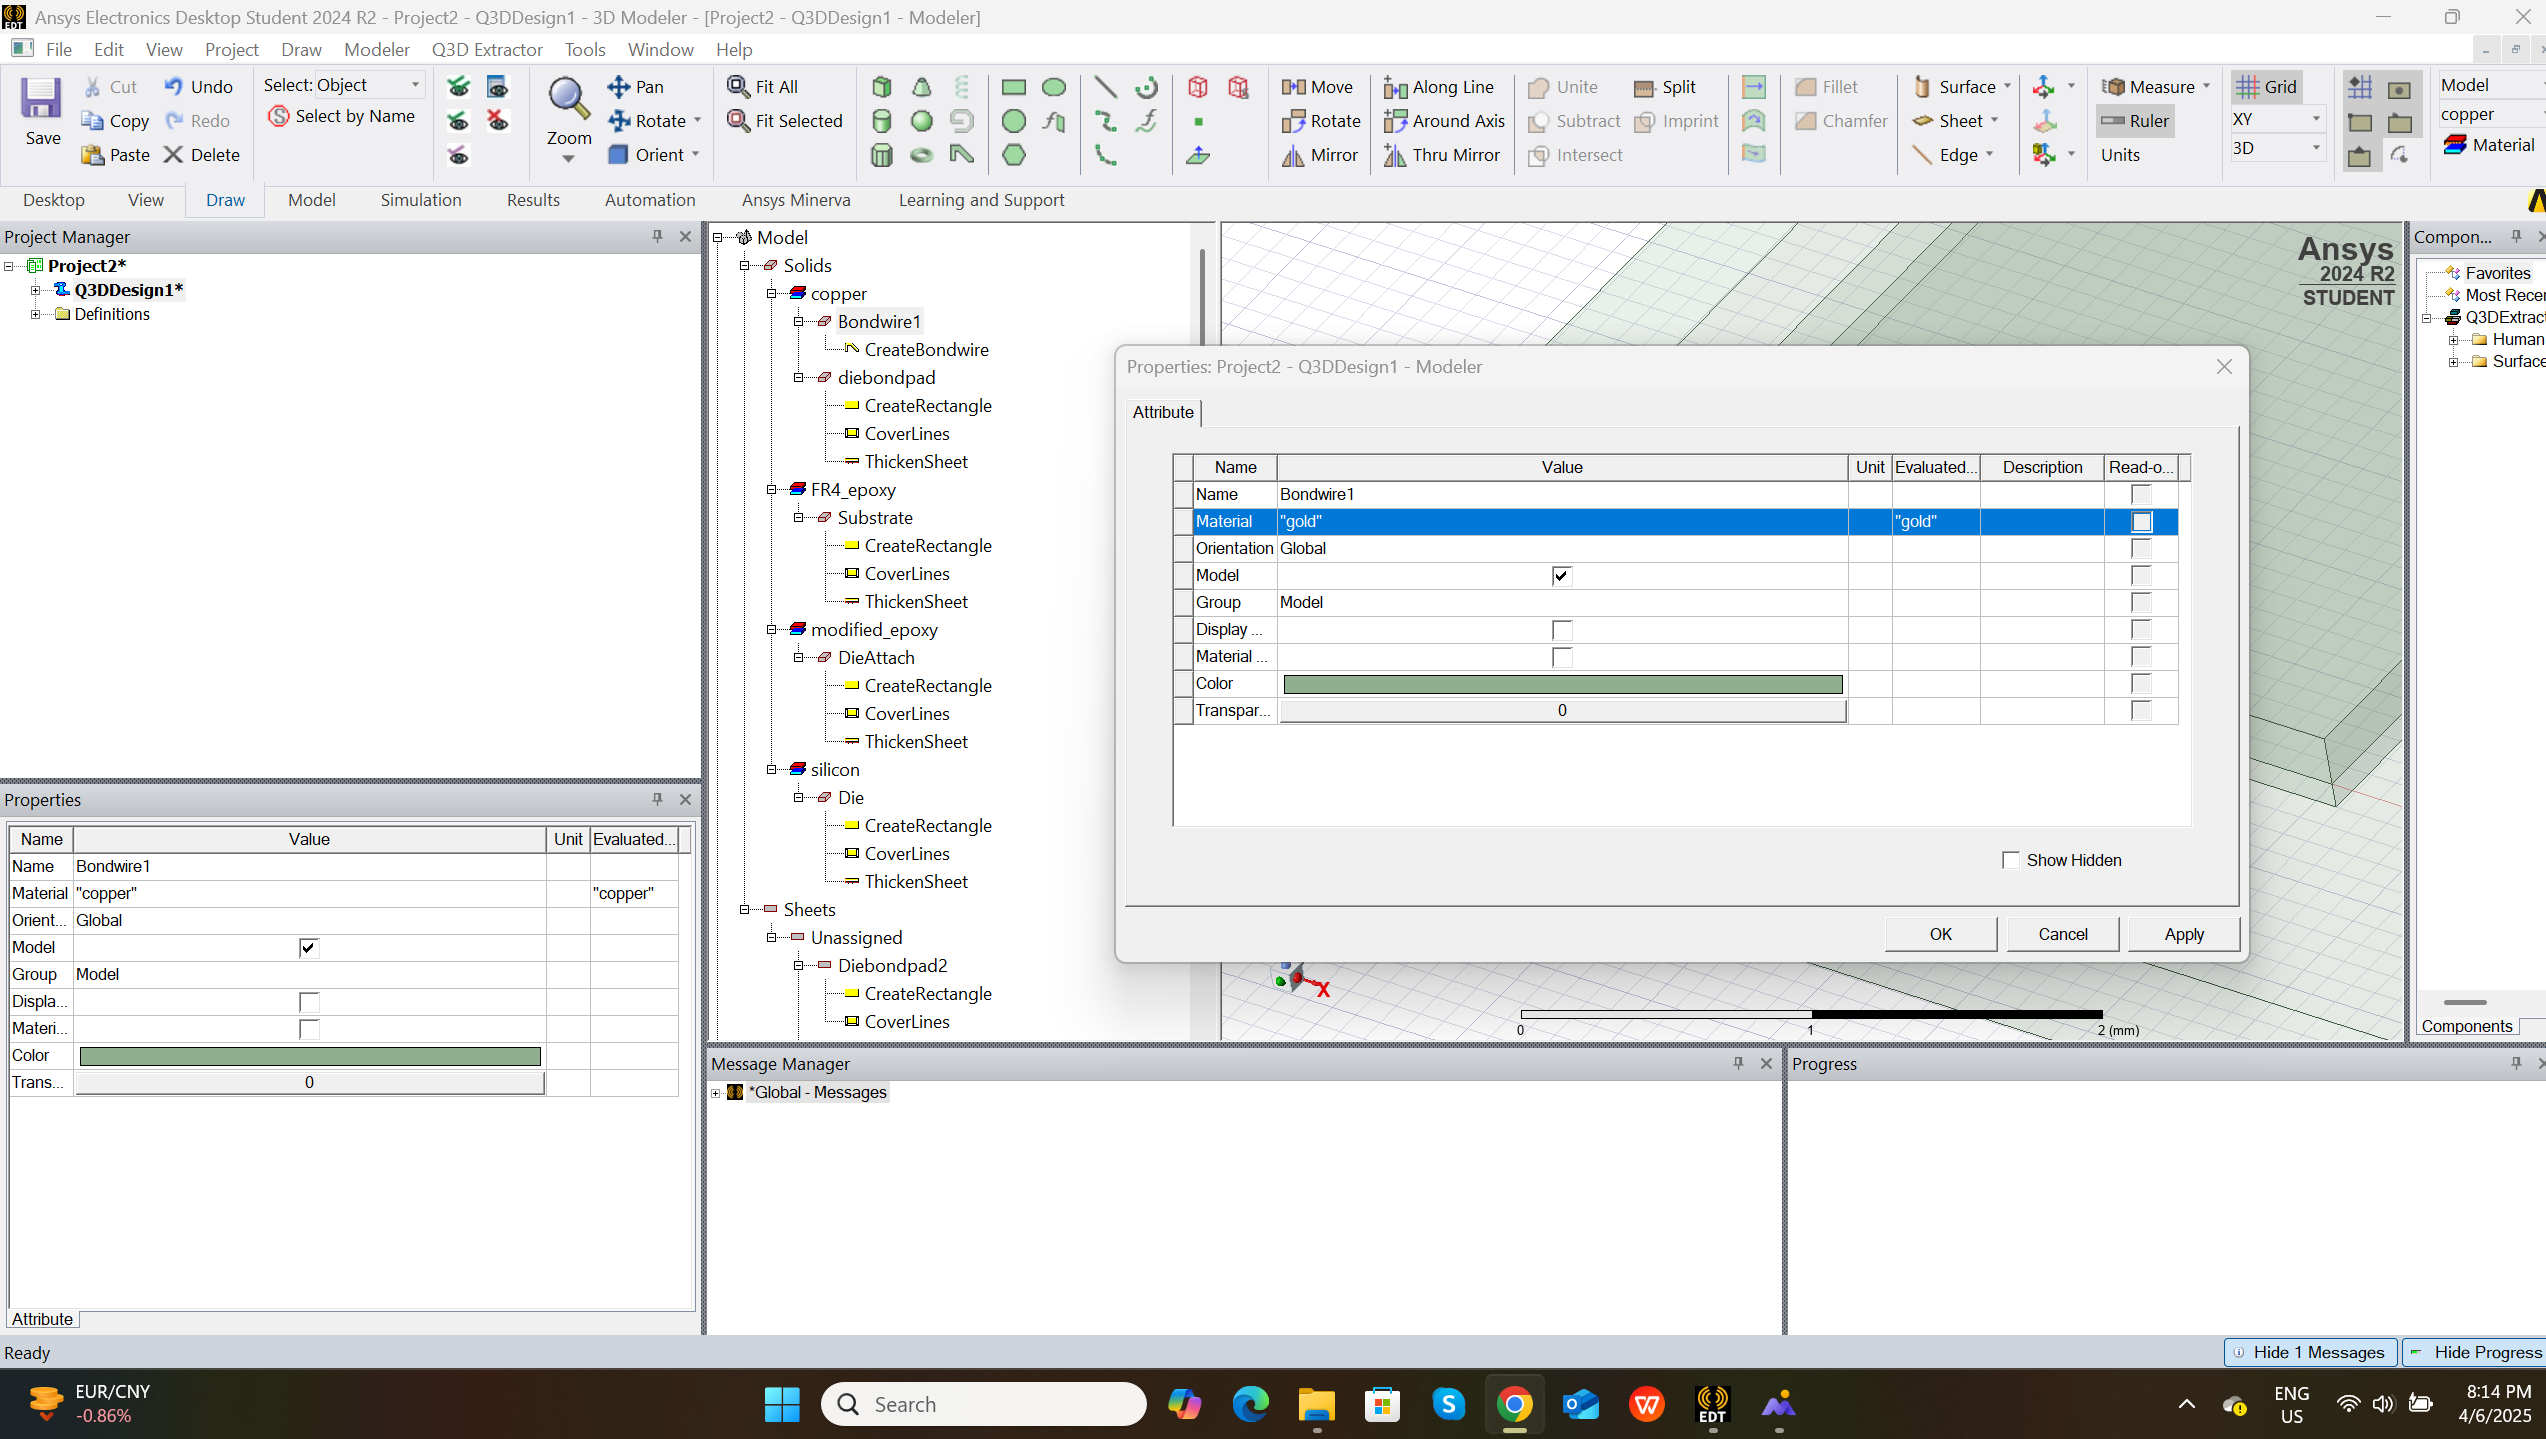 Ansys Electronics Desktop Student 2024 R2 - Project2 - Q3DDesign1 - 3D Modeler - [Project2 - Q3DDesign1 - Modeler]
File Edit View Project Draw Modeler Q3D Extractor Tools Window Help
Save
Cut
Copy
Paste
Undo
Redo
Delete
Select: Object
Select by Name
Zoom
Pan
Rotate
Orient
Fit All
Fit Selected
Move
Rotate
Mirror
Along Line
Around Axis
Thru Mirror
Unite
Subtract
Intersect
Split
Imprint
Fillet
Chamfer
Surface
Sheet
Edge
Measure
Ruler
Units
Grid
XY
3D
Model
copper
Material
Desktop View Draw Model Simulation Results Automation Ansys Minerva Learning and Support
Project Manager
Project2*
Q3DDesign1*
Definitions
Model
Solids
copper
Bondwire1
CreateBondwire
diebondpad
CreateRectangle
CoverLines
ThickenSheet
FR4_epoxy
Substrate
CreateRectangle
CoverLines
ThickenSheet
modified_epoxy
DieAttach
CreateRectangle
CoverLines
ThickenSheet
silicon
Die
CreateRectangle
CoverLines
ThickenSheet
Sheets
Unassigned
Diebondpad2
CreateRectangle
CoverLines
Ansys
2024 R2
STUDENT
Properties: Project2 - Q3DDesign1 - Modeler
Attribute
Name Value Unit Evaluated... Description Read-o...
Name Bondwire1
Material "gold" "gold"
Orientation Global
Model
Group Model
Display ...
Material ...
Color
Transpar... 0
Show Hidden
OK Cancel Apply
X
0 1 2 (mm)
Compon...
Favorites
Most Recen
Q3DExtract
Human
Surface
Components
Properties
Name Value Unit Evaluated...
Name Bondwire1
Material "copper" "copper"
Orient... Global
Model
Group Model
Displa...
Materi...
Color
Trans... 0
Attribute
Message Manager
*Global - Messages
Progress
Ready
Hide 1 Messages Hide Progress
EUR/CNY
-0.86%
Search
EDT
ENG
US
8:14 PM
4/6/2025